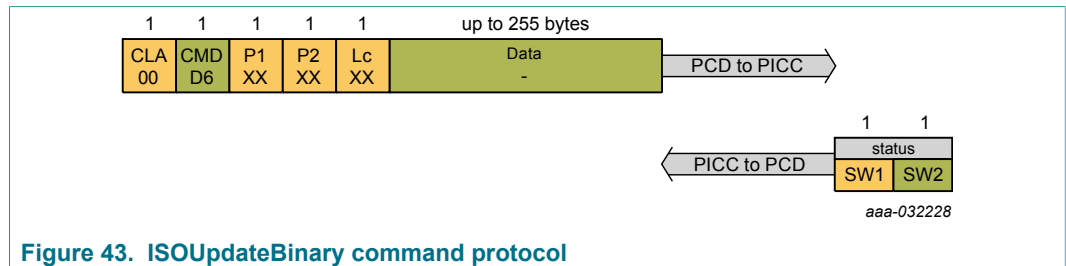 1 1 1 1 1 up to 255 bytes
CLA CMD P1 P2 Lc Data
00 D6 XX XX XX -
PCD to PICC
1 1
status
PICC to PCD
SW1 SW2
aaa-032228
Figure 43. ISOUpdateBinary command protocol